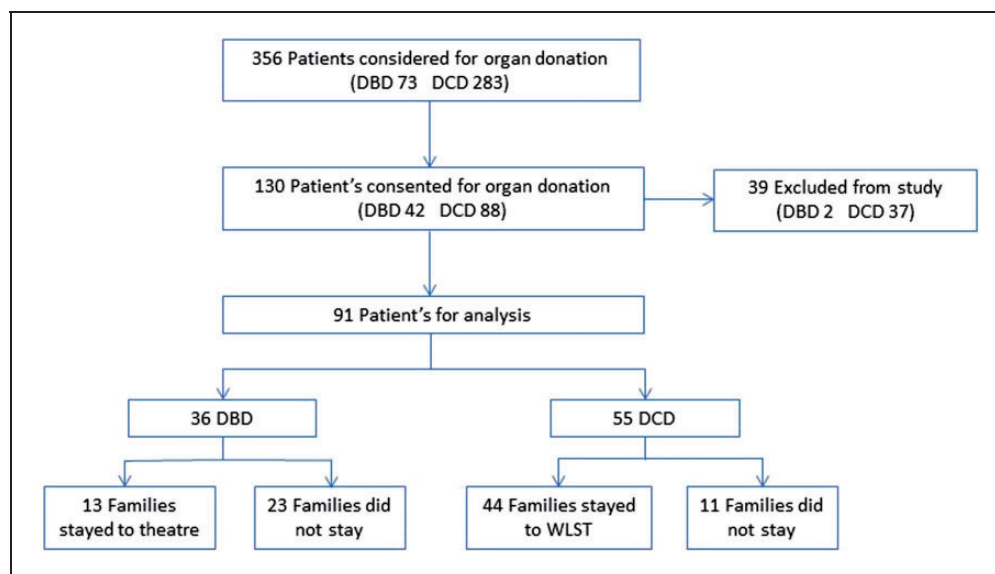 356 Patients considered for organ donation
(DBD 73 DCD 283)
130 Patient's consented for organ donation
(DBD 42 DCD 88)
39 Excluded from study
(DBD 2 DCD 37)
91 Patient's for analysis
36 DBD
55 DCD
13 Families
stayed to theatre
23 Families did
not stay
44 Families stayed
to WLST
11 Families did
not stay